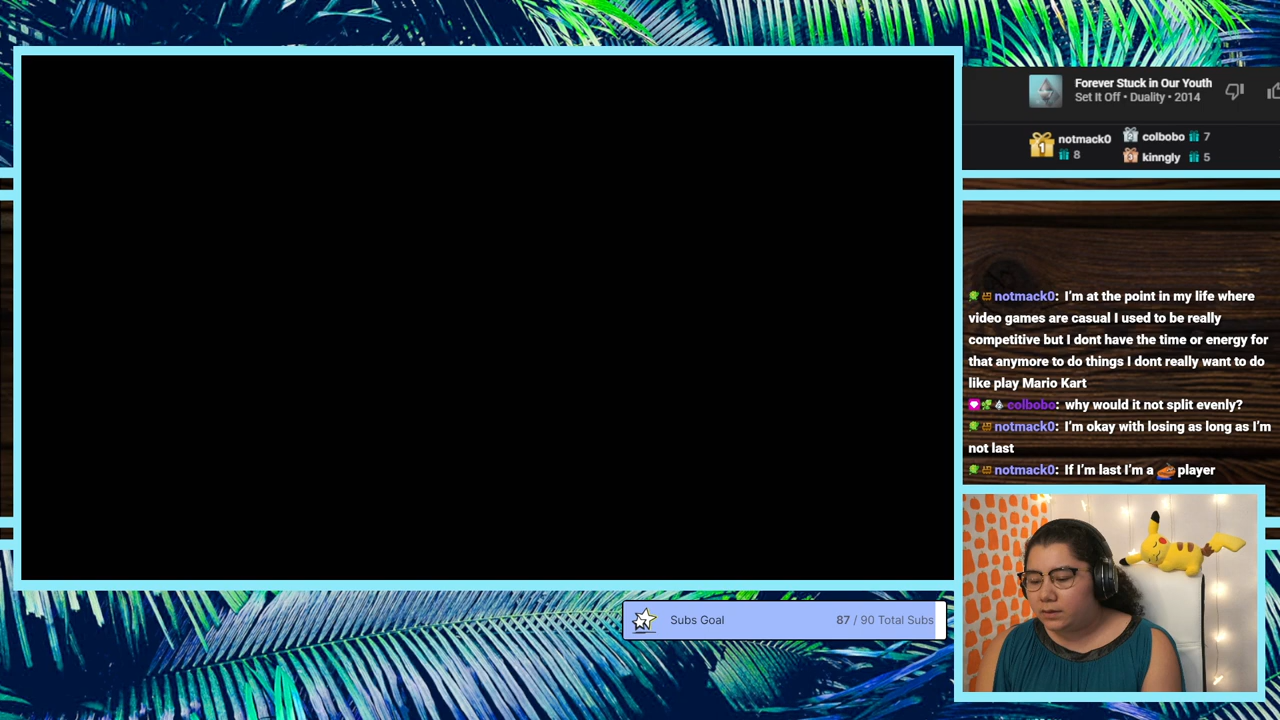 Forever Stuck in Our Youth
Set It Off • Duality • 2014
1
notmack0
8
colbobo 7
kinngly 5
notmack0: I'm at the point in my life where
video games are casual I used to be really
competitive but I dont have the time or energy for
that anymore to do things I dont really want to do
like play Mario Kart
colbobo: why would it not split evenly?
notmack0: I'm okay with losing as long as I'm
not last
notmack0: If I'm last I'm a player
Subs Goal 87 / 90 Total Subs